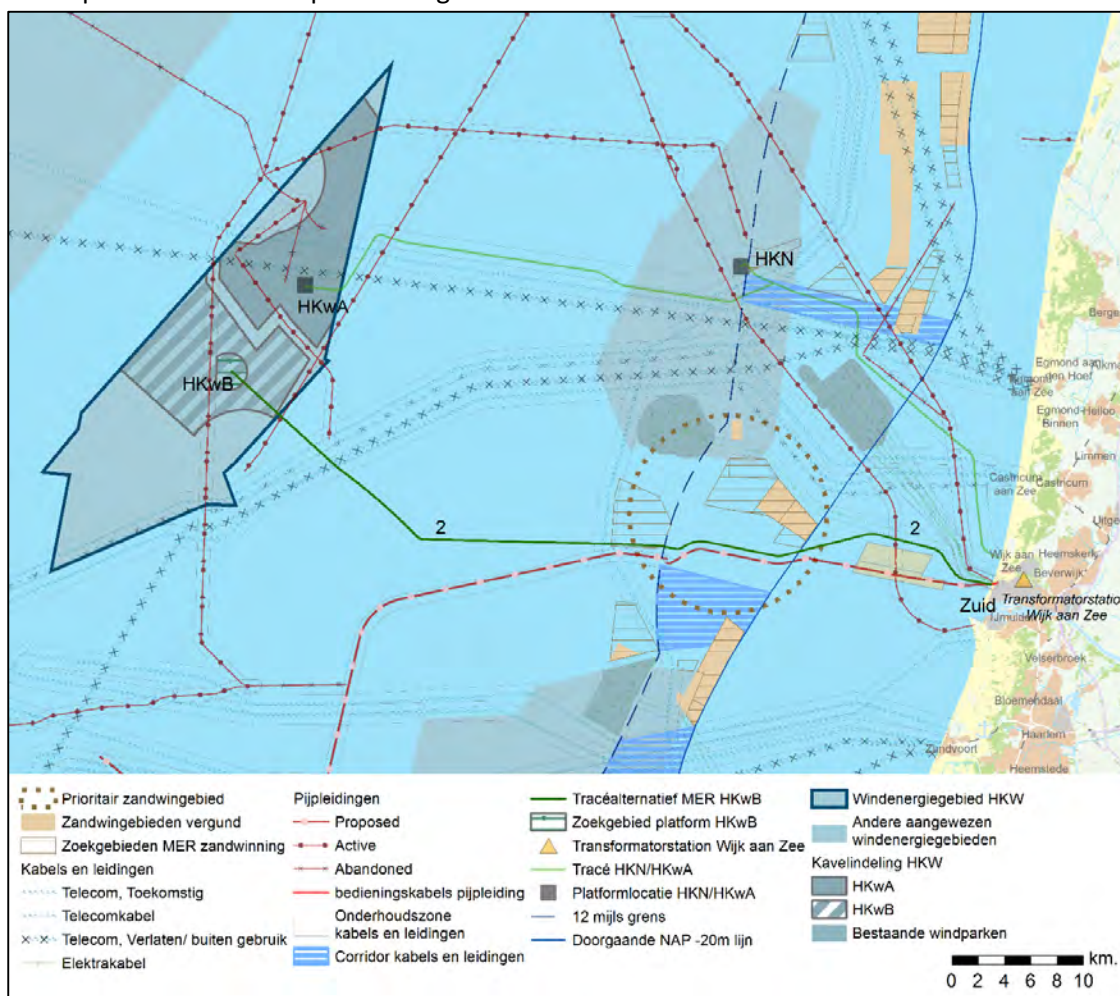 HKN
HKwA
HKwB
2
2
Zuid
Bergen
Egmond aan
den Hoef
Egmond
aan Zee
Egmond-
Binnen
Heiloo
Limmen
Castricum
aan Zee
Castricum
Uitge
Wijk aan
Zee
Heemskerk
Beverwijk
Transformatorstation
Wijk aan Zee
IJmuiden
Velserbroek
Bloemendaal
Haarlem
Zandvoort
Heemstede
Prioritair zandwingebied
Zandwingebieden vergund
Zoekgebieden MER zandwinning
Kabels en leidingen
Telecom, Toekomstig
Telecomkabel
Telecom, Verlaten/ buiten gebruik
Elektrakabel
Pijpleidingen
Proposed
Active
Abandoned
bedieningskabels pijpleiding
Onderhoudszone
kabels en leidingen
Corridor kabels en leidingen
Tracéalternatief MER HKwB
Zoekgebied platform HKwB
Transformatorstation Wijk aan Zee
Tracé HKN/HKwA
Platformlocatie HKN/HKwA
12 mijls grens
Doorgaande NAP -20m lijn
Windenergiegebied HKW
Andere aangewezen
windenergiegebieden
Kavelindeling HKW
HKwA
HKwB
Bestaande windparken
km.
0 2 4 6 8 10